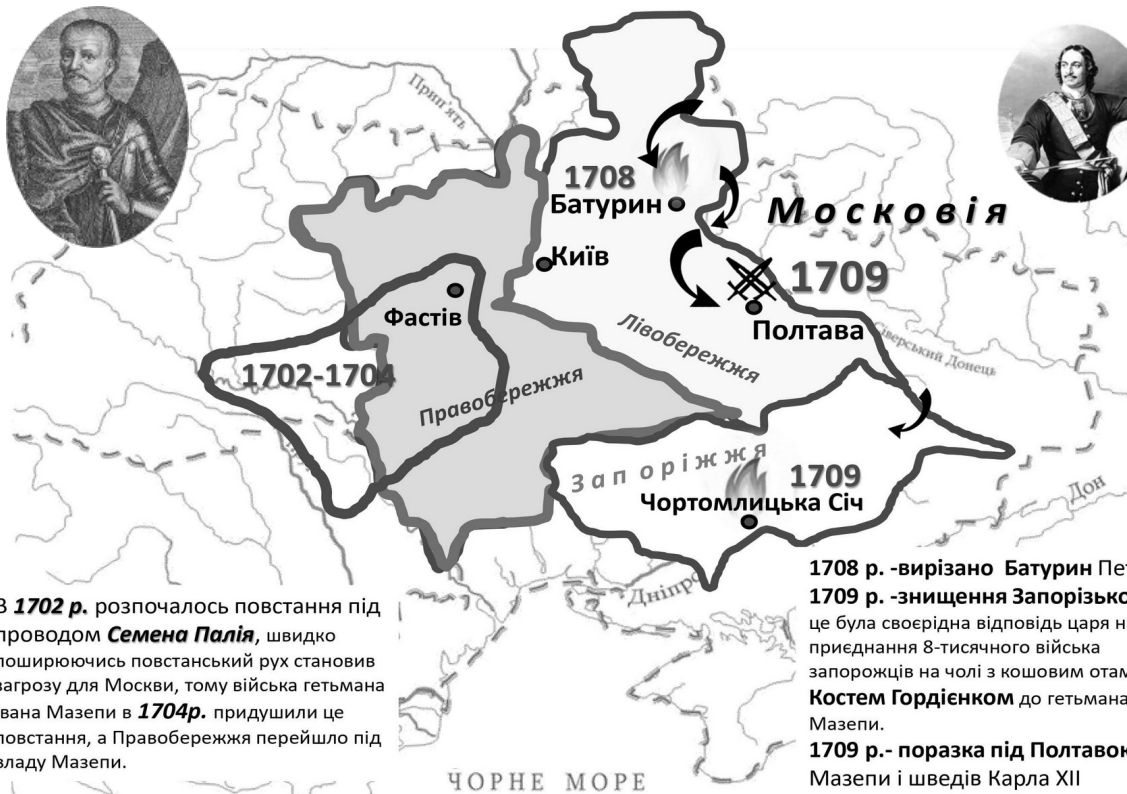 Прип'ять
1708
Батурин
Московія
Київ
1709
Фастів
Полтава
Лівобережжя
Сіверський Донець
1702-1704
Правобережжя
Запоріжжя
1709
Чортомлицька Січ
Дон
Дніпро
ЧОРНЕ МОРЕ
В 1702 р. розпочалось повстання під
проводом Семена Палія, швидко
поширюючись повстанський рух становив
загрозу для Москви, тому війська гетьмана
Івана Мазепи в 1704р. придушили це
повстання, а Правобережжя перейшло під
владу Мазепи.
1708 р. -вирізано Батурин Пет
1709 р. -знищення Запорізько
це була своєрідна відповідь царя н
приєднання 8-тисячного війська
запорожців на чолі з кошовим отам
Костем Гордієнком до гетьмана
Мазепи.
1709 р.- поразка під Полтавою
Мазепи і шведів Карла XII